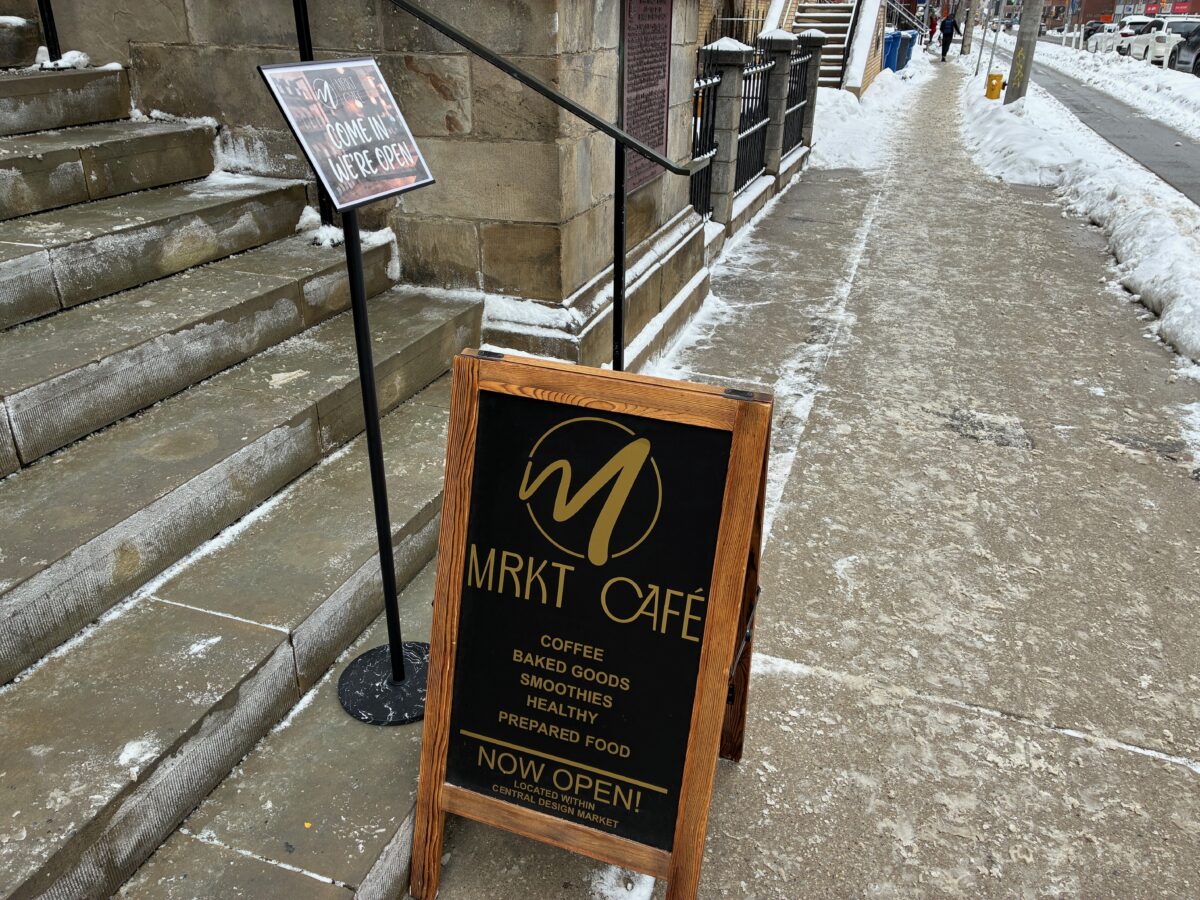 COME IN
WE'RE OPEN
M
MRKT CAFÉ
COFFEE
BAKED GOODS
SMOOTHIES
HEALTHY
PREPARED FOOD
NOW OPEN!
LOCATED WITHIN
CENTRAL DESIGN MARKET